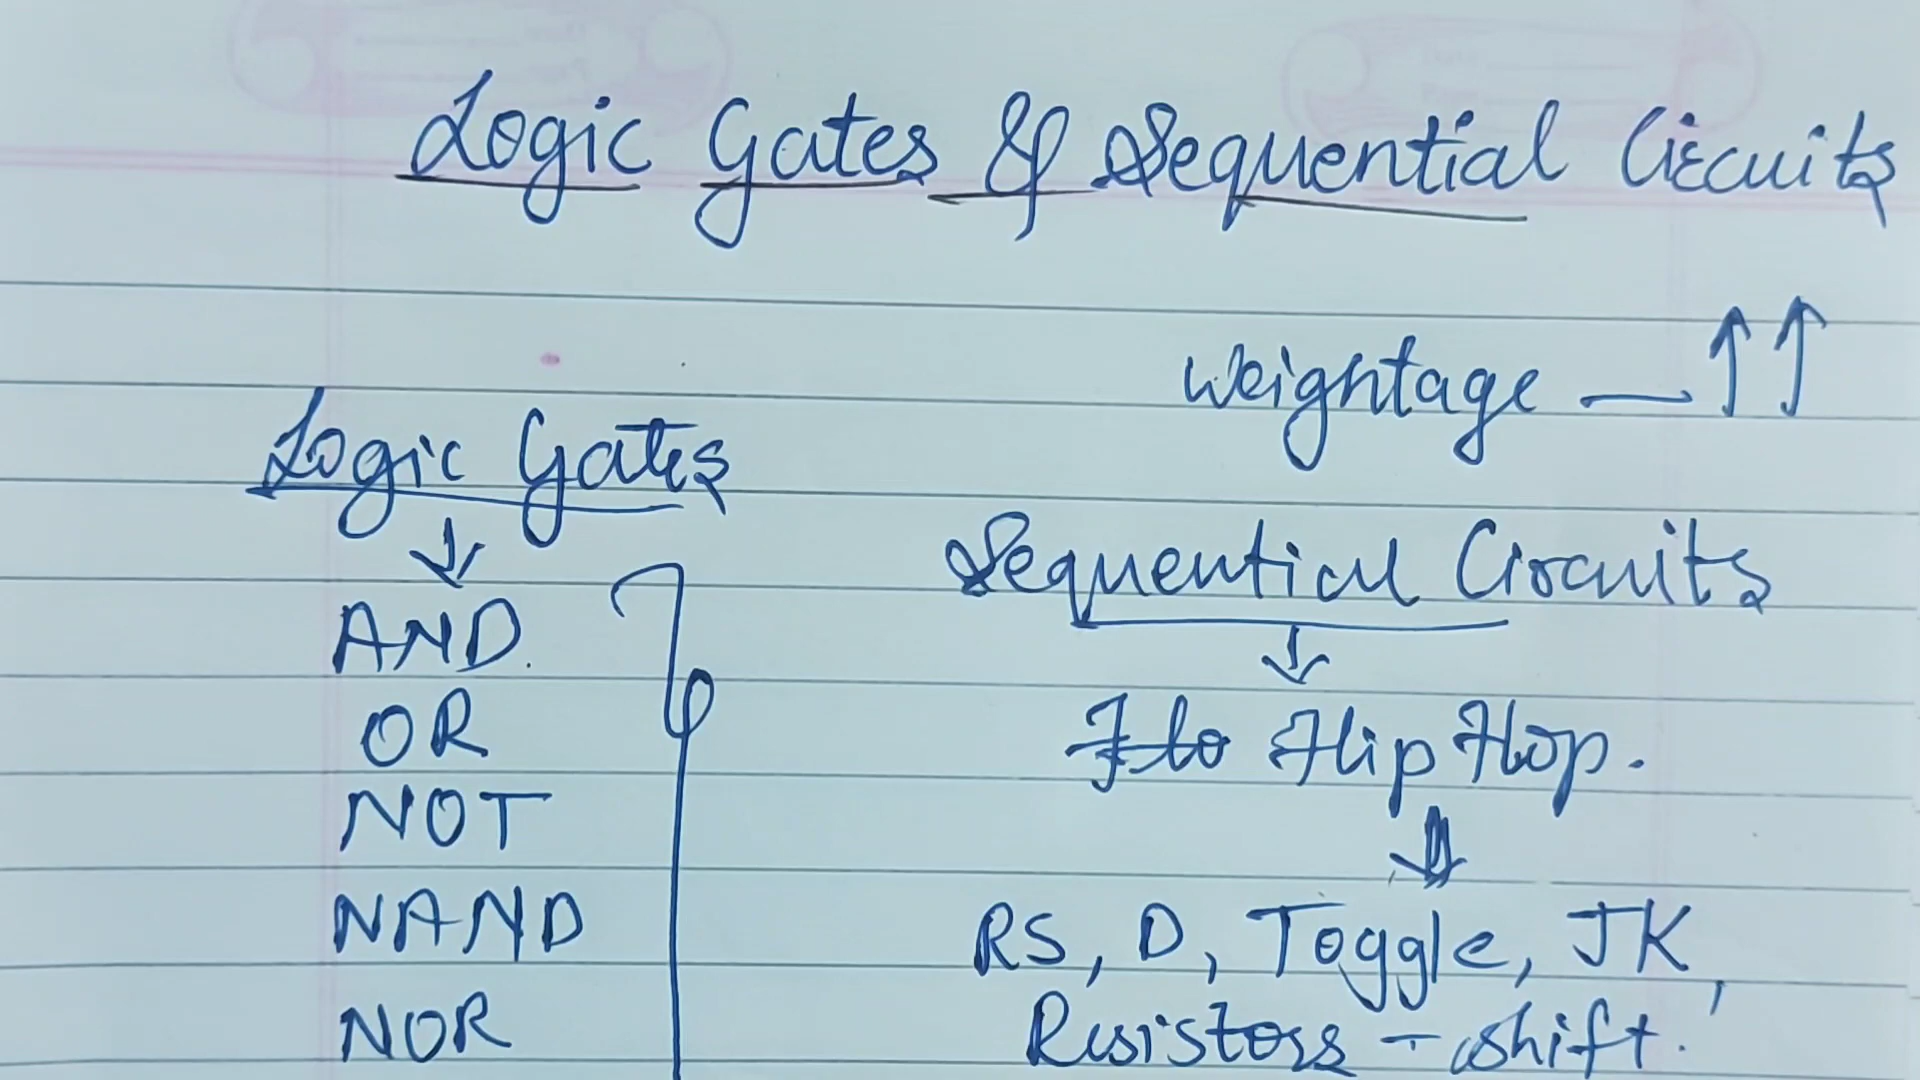 Logic Gates & Sequential Circuits
Weightage — ↑↑
Logic Gates
↓
AND.
OR
NOT
NAND
NOR
Sequential Circuits
↓
Flo Flip Flop.
↓
RS, D, Toggle, JK,
Resistors - shift.